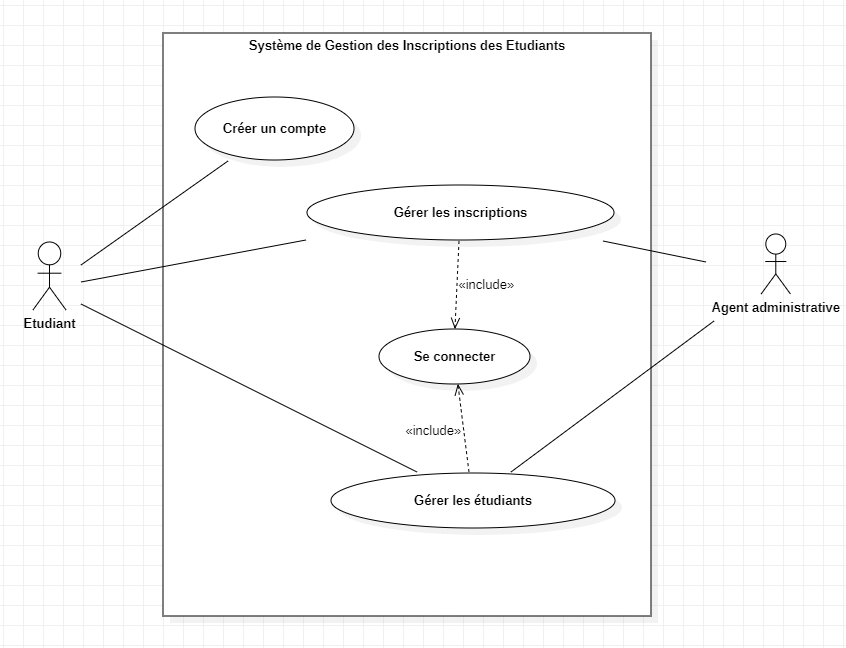 Système de Gestion des Inscriptions des Etudiants
Créer un compte
Gérer les inscriptions
«include»
Etudiant
Agent administrative
Se connecter
«include»
Gérer les étudiants